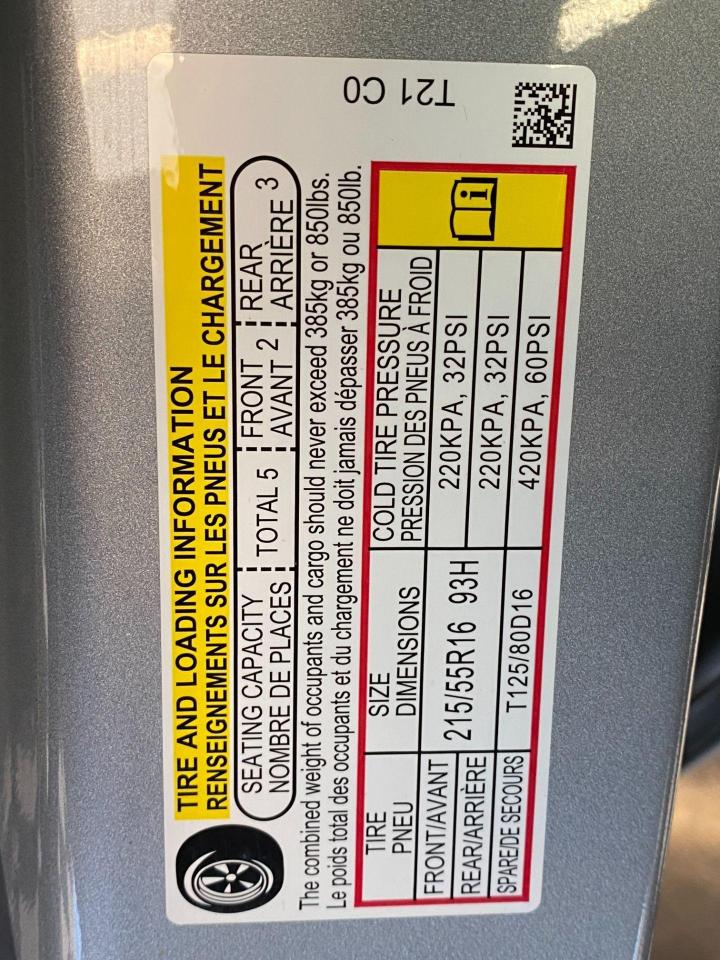 TIRE AND LOADING INFORMATION
RENSEIGNEMENTS SUR LES PNEUS ET LE CHARGEMENT
SEATING CAPACITY TOTAL 5 FRONT 2 REAR 3
NOMBRE DE PLACES AVANT ARRIÈRE
The combined weight of occupants and cargo should never exceed 385kg or 850lbs.
Le poids total des occupants et du chargement ne doit jamais dépasser 385kg ou 850lb.
TIRE SIZE COLD TIRE PRESSURE
PNEU DIMENSIONS PRESSION DES PNEUS À FROID
FRONT/AVANT 215/55R16 93H 220KPA, 32PSI
REAR/ARRIÈRE 220KPA, 32PSI
SPARE/DE SECOURS T125/80D16 420KPA, 60PSI
i
T21 C0